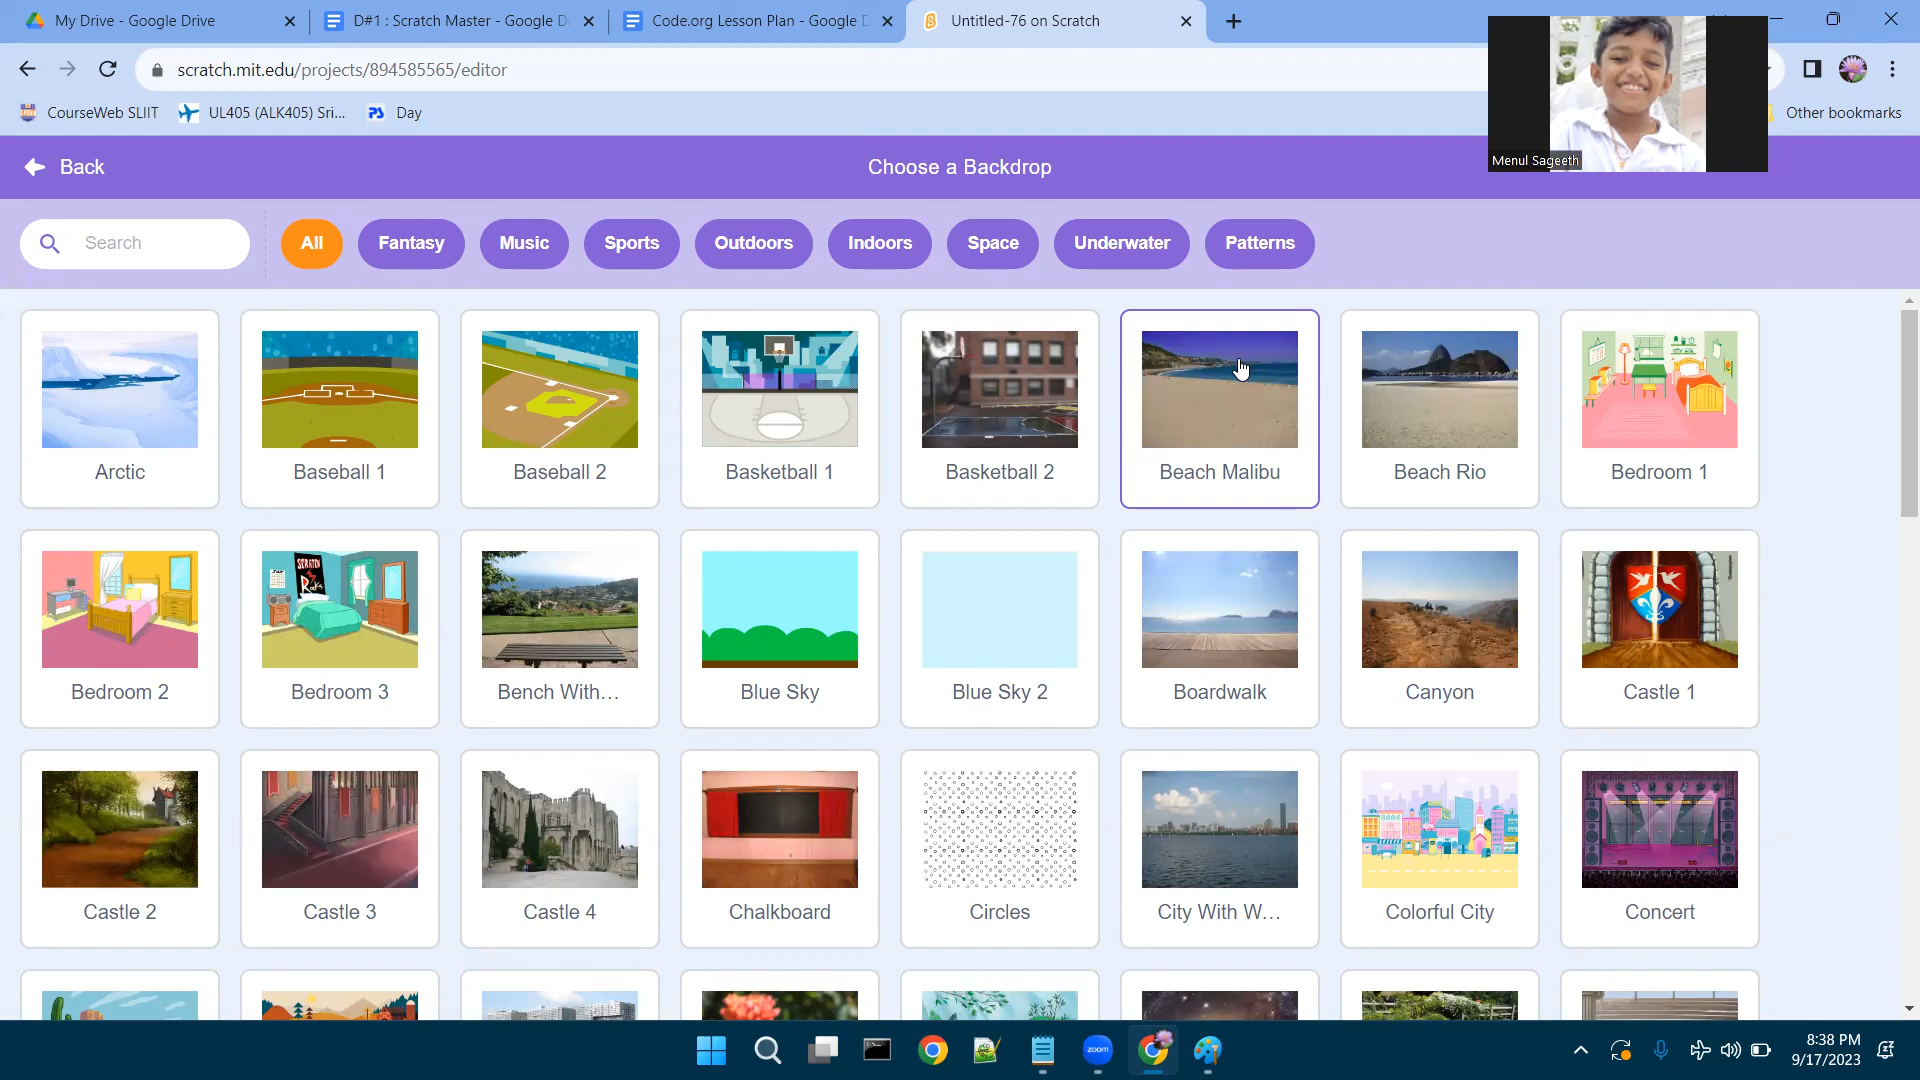 My Drive - Google Drive
D#1 : Scratch Master - Google D
Code.org Lesson Plan - Google D
Untitled-76 on Scratch
scratch.mit.edu/projects/894585565/editor
CourseWeb SLIIT
UL405 (ALK405) Sri...
PS
Day
Other bookmarks
Menul Sageeth
Back
Choose a Backdrop
Search
All
Fantasy
Music
Sports
Outdoors
Indoors
Space
Underwater
Patterns
Arctic
Baseball 1
Baseball 2
Basketball 1
Basketball 2
Beach Malibu
Beach Rio
Bedroom 1
SCRATCH
Rocks
Bedroom 2
Bedroom 3
Bench With...
Blue Sky
Blue Sky 2
Boardwalk
Canyon
Castle 1
Castle 2
Castle 3
Castle 4
Chalkboard
Circles
City With W...
Colorful City
Concert
zoom
8:38 PM
9/17/2023